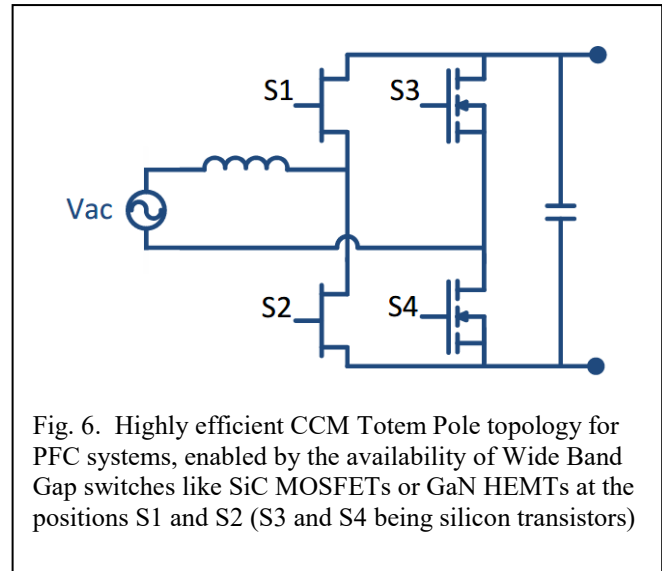 S1
S3
Vac
S2
S4
Fig. 6. Highly efficient CCM Totem Pole topology for
PFC systems, enabled by the availability of Wide Band
Gap switches like SiC MOSFETs or GaN HEMTs at the
positions S1 and S2 (S3 and S4 being silicon transistors)